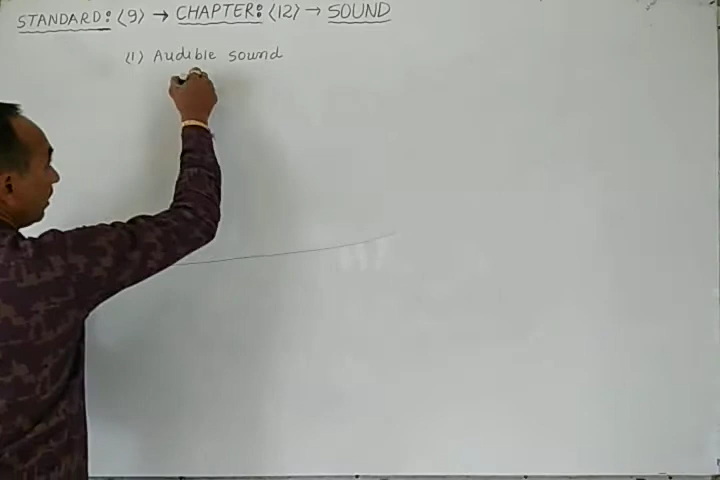 STANDARD: (9) → CHAPTER: (12) → SOUND
(1) Audible sound